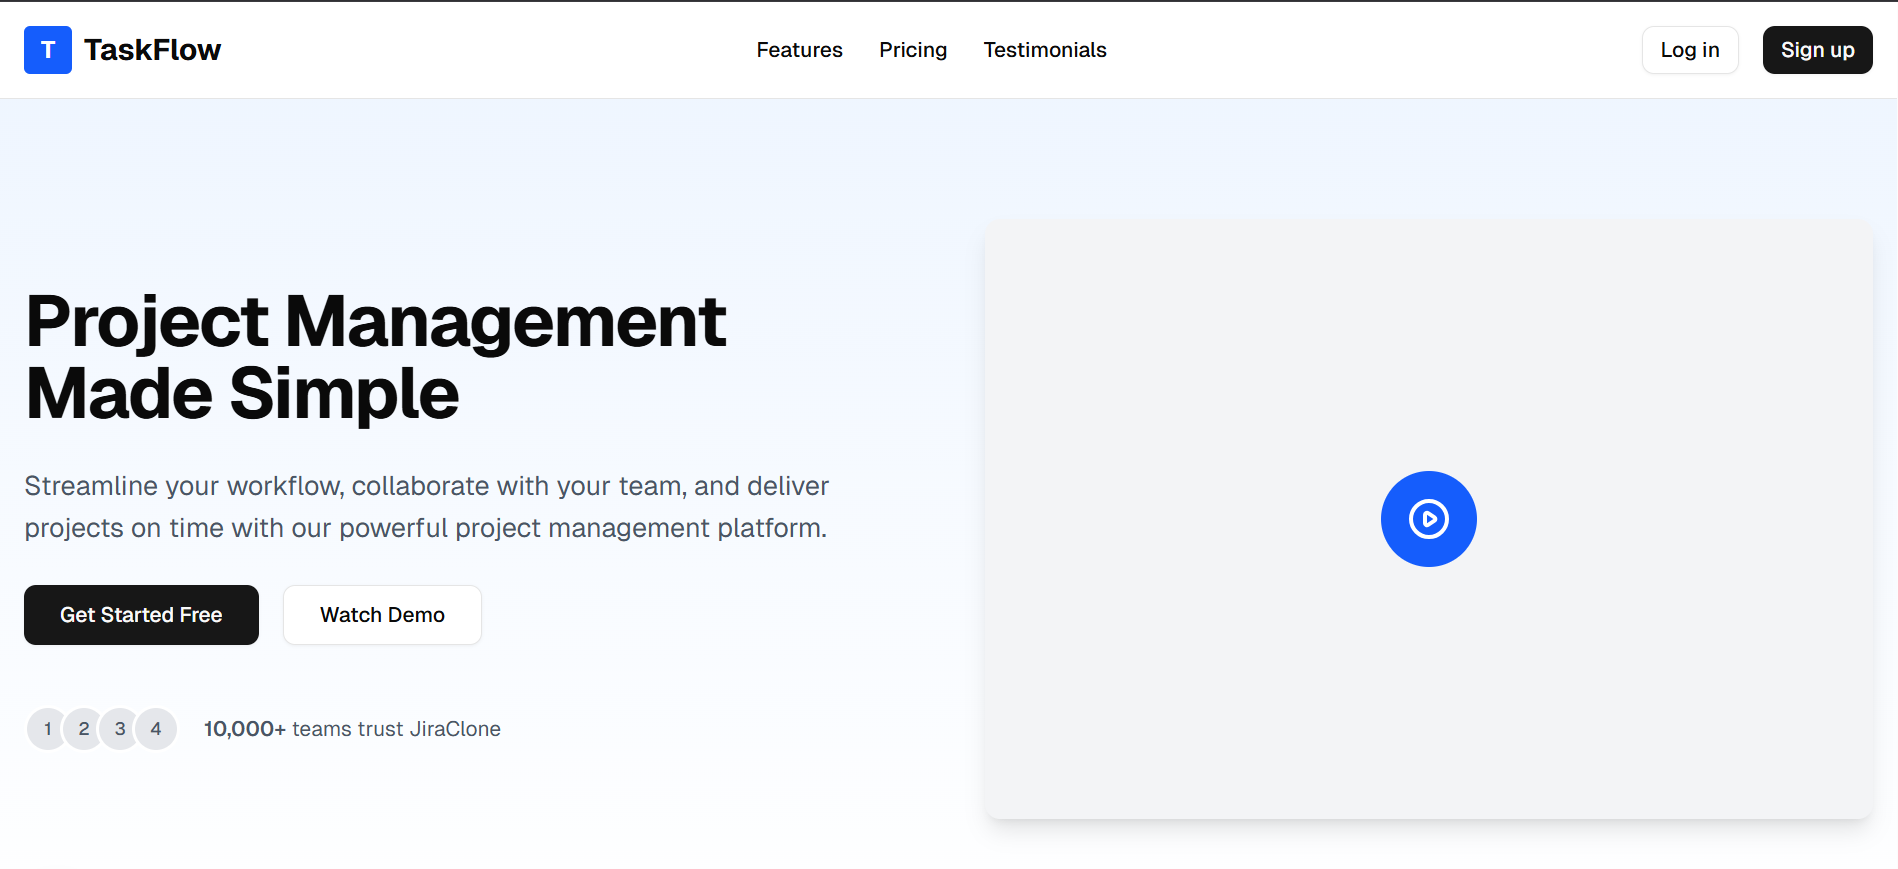 T TaskFlow
Features Pricing Testimonials
Log in Sign up
Project Management
Made Simple
Streamline your workflow, collaborate with your team, and deliver
projects on time with our powerful project management platform.
Get Started Free Watch Demo
1 2 3 4 10,000+ teams trust JiraClone